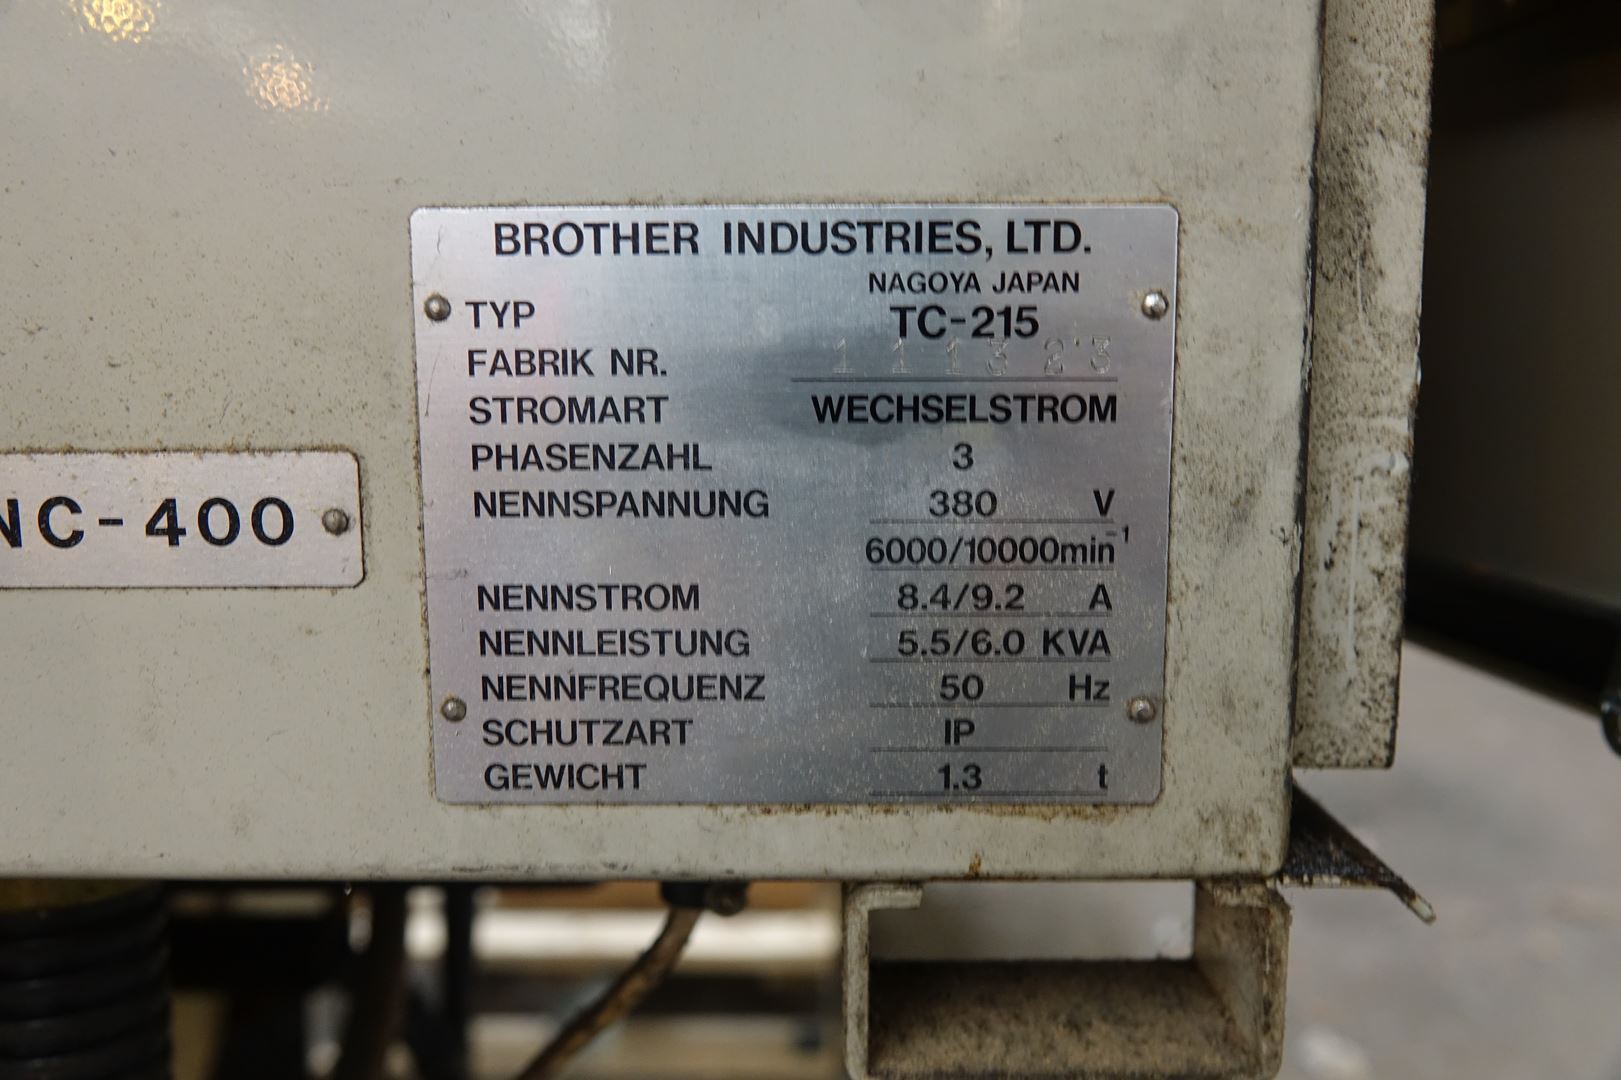 BROTHER INDUSTRIES, LTD.
NAGOYA JAPAN
TYP TC-215
FABRIK NR. 111323
STROMART WECHSELSTROM
PHASENZAHL 3
NENNSPANNUNG 380 V
6000/10000min⁻¹
NENNSTROM 8.4/9.2 A
NENNLEISTUNG 5.5/6.0 KVA
NENNFREQUENZ 50 Hz
SCHUTZART IP
GEWICHT 1.3 t
NC-400